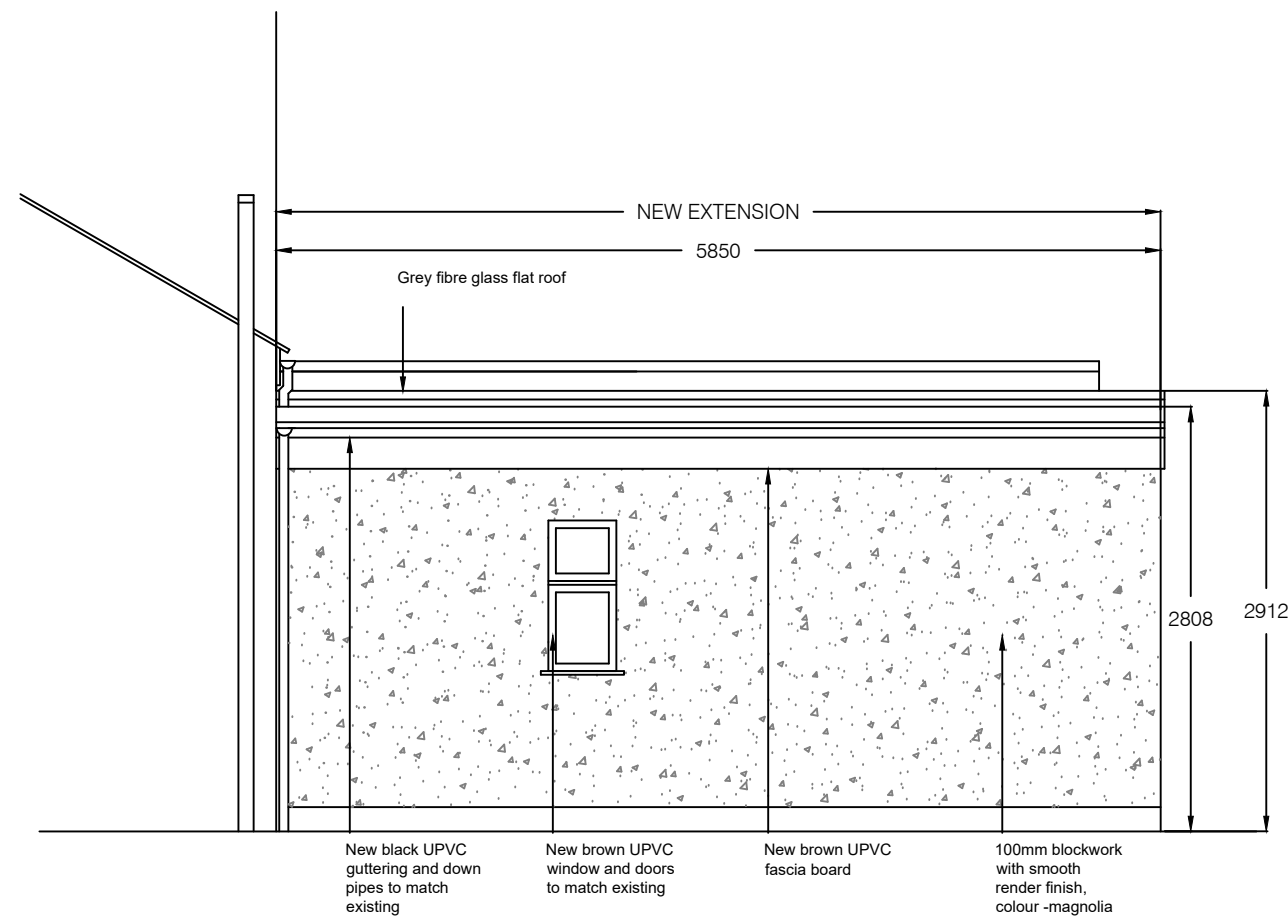 NEW EXTENSION
5850
Grey fibre glass flat roof
2808
2912
New black UPVC
guttering and down
pipes to match
existing
New brown UPVC
window and doors
to match existing
New brown UPVC
fascia board
100mm blockwork
with smooth
render finish,
colour -magnolia